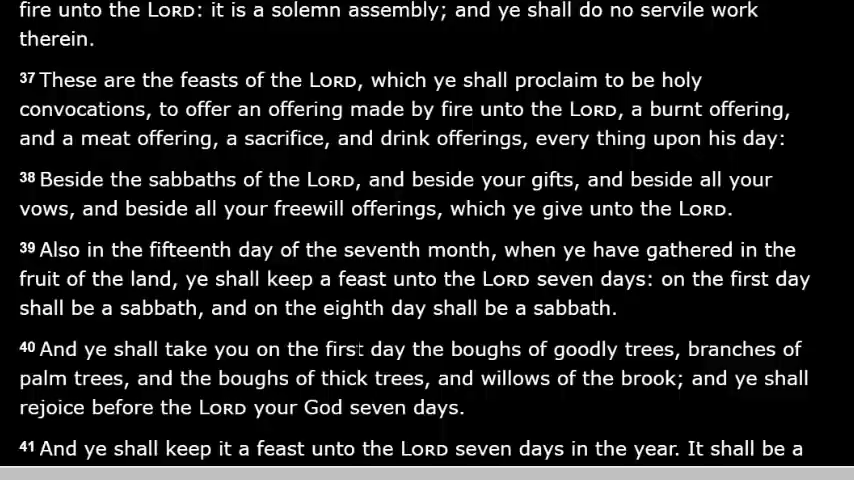 fire unto the LORD: it is a solemn assembly; and ye shall do no servile work
therein.
37 These are the feasts of the LORD, which ye shall proclaim to be holy
convocations, to offer an offering made by fire unto the LORD, a burnt offering,
and a meat offering, a sacrifice, and drink offerings, every thing upon his day:
38 Beside the sabbaths of the LORD, and beside your gifts, and beside all your
vows, and beside all your freewill offerings, which ye give unto the LORD.
39 Also in the fifteenth day of the seventh month, when ye have gathered in the
fruit of the land, ye shall keep a feast unto the LORD seven days: on the first day
shall be a sabbath, and on the eighth day shall be a sabbath.
40 And ye shall take you on the first day the boughs of goodly trees, branches of
palm trees, and the boughs of thick trees, and willows of the brook; and ye shall
rejoice before the LORD your God seven days.
41 And ye shall keep it a feast unto the LORD seven days in the year. It shall be a